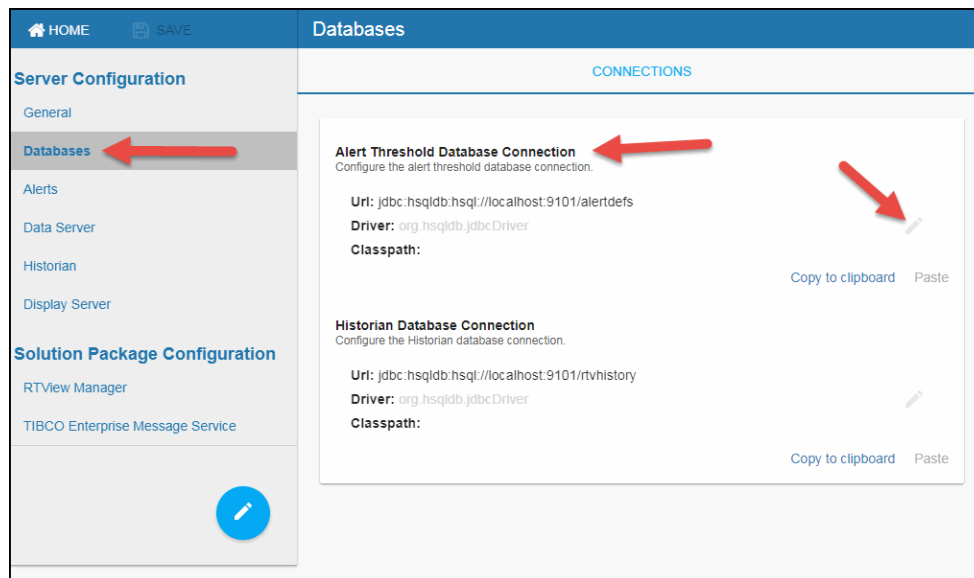 HOME SAVE Databases
CONNECTIONS
Server Configuration
General
Databases
Alerts
Data Server
Historian
Display Server
Solution Package Configuration
RTView Manager
TIBCO Enterprise Message Service
Alert Threshold Database Connection
Configure the alert threshold database connection.
Url: jdbc:hsqldb:hsql://localhost:9101/alertdefs
Driver: org.hsqldb.jdbcDriver
Classpath:
Copy to clipboard Paste
Historian Database Connection
Configure the Historian database connection.
Url: jdbc:hsqldb:hsql://localhost:9101/rtvhistory
Driver: org.hsqldb.jdbcDriver
Classpath:
Copy to clipboard Paste